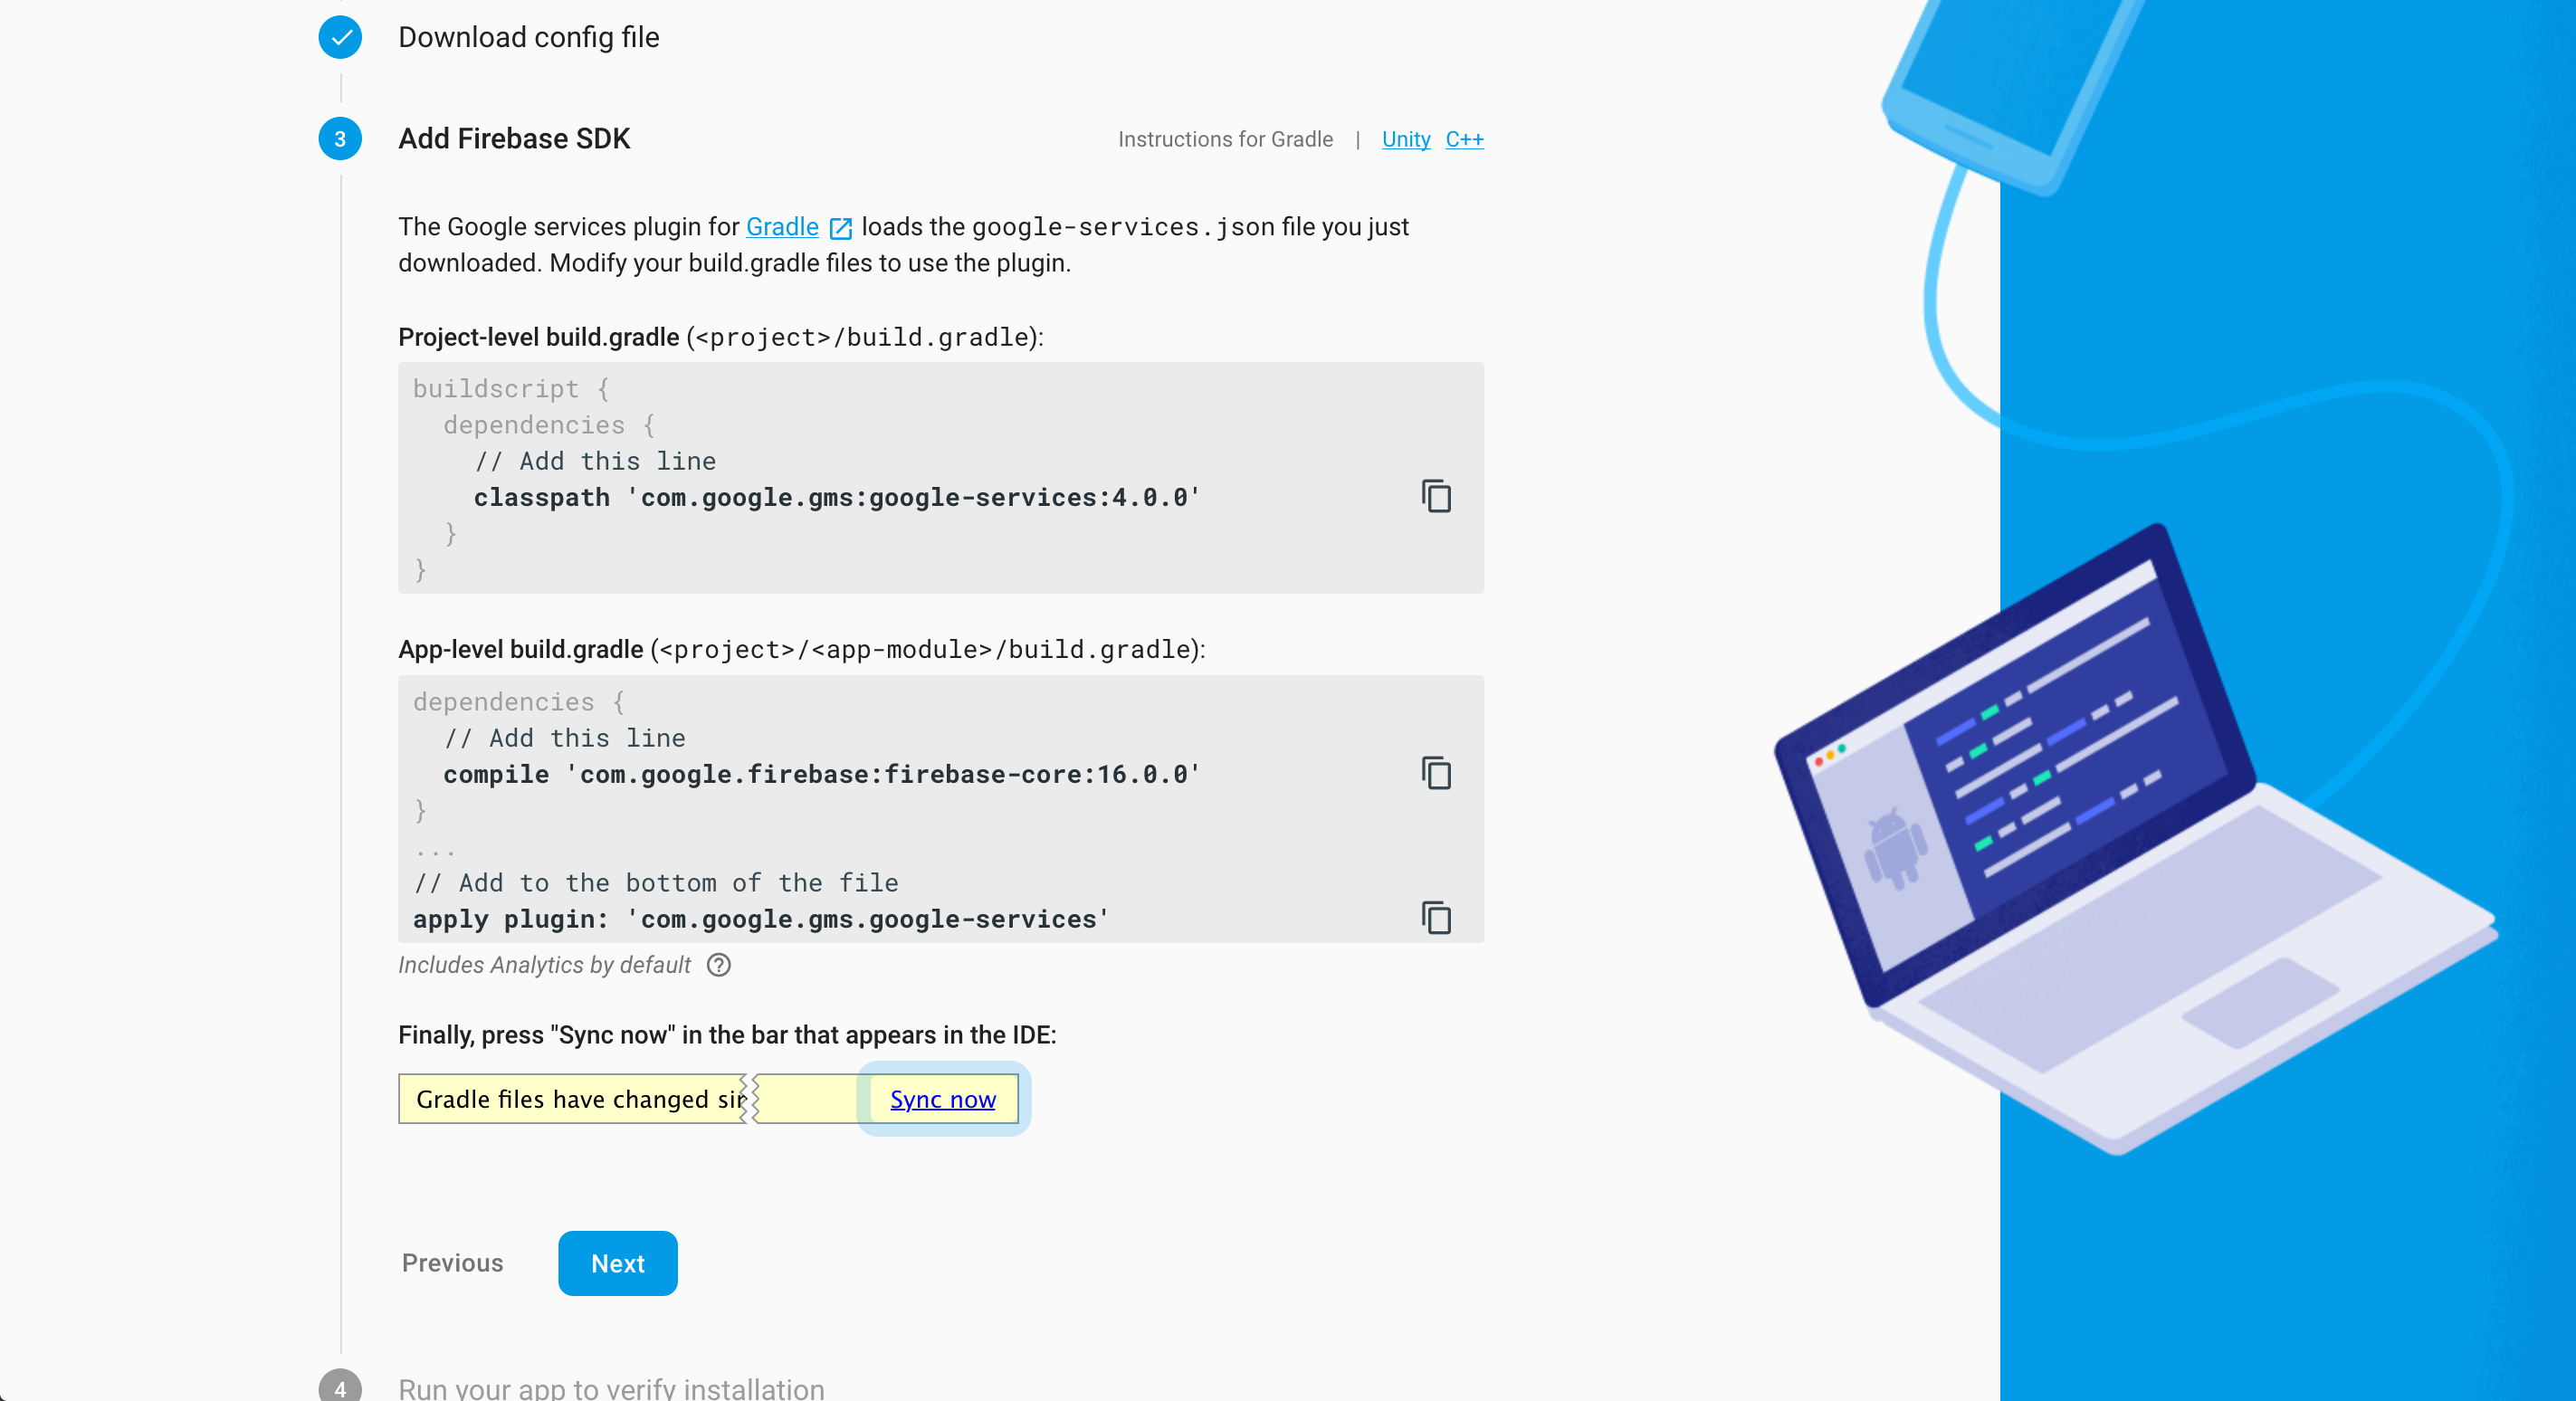 Download config file
3 Add Firebase SDK Instructions for Gradle | Unity C++
The Google services plugin for Gradle loads the google-services.json file you just
downloaded. Modify your build.gradle files to use the plugin.
Project-level build.gradle (<project>/build.gradle):
buildscript {
dependencies {
// Add this line
classpath 'com.google.gms:google-services:4.0.0'
}
}
App-level build.gradle (<project>/<app-module>/build.gradle):
dependencies {
// Add this line
compile 'com.google.firebase:firebase-core:16.0.0'
}
...
// Add to the bottom of the file
apply plugin: 'com.google.gms.google-services'
Includes Analytics by default ?
Finally, press "Sync now" in the bar that appears in the IDE:
Gradle files have changed sin Sync now
Previous Next
4 Run your app to verify installation